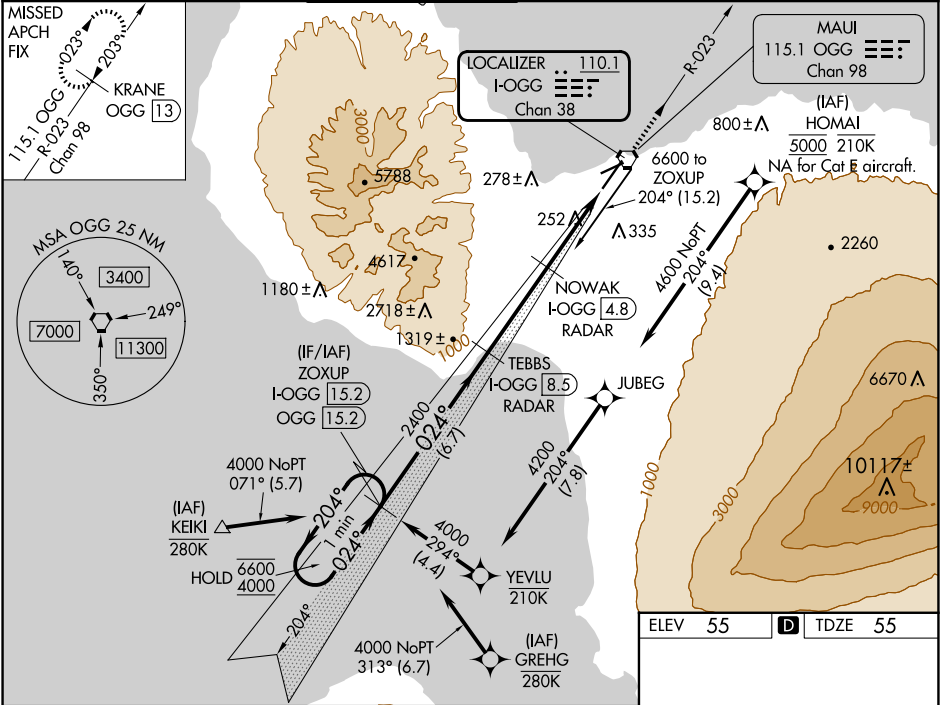 MISSED
APCH
FIX
023°
203°
KRANE
OGG 13
115.1 OGG
R-023
Chan 98
LOCALIZER 110.1
I-OGG
Chan 38
R-023
MAUI
115.1 OGG
Chan 98
(IAF)
HOMAI
5000 210K
NA for Cat E aircraft.
800±
3000
5788
278±
6600 to
ZOXUP
204° (15.2)
252
335
2260
4600 NoPT
204°
(9.4)
MSA OGG 25 NM
140°
3400
249°
7000
11300
350°
4617
1180±
2718±
1319±
1000
NOWAK
I-OGG 4.8
RADAR
(IF/IAF)
ZOXUP
I-OGG 15.2
OGG 15.2
TEBBS
I-OGG 8.5
RADAR
JUBEG
6670
2400
024°
(6.7)
4200
204°
(7.8)
10117±
9000
1000
3000
4000 NoPT
071° (5.7)
(IAF)
KEIKI
280K
204°
1 min
024°
HOLD 6600
4000
4000
294°
(4.4)
YEVLU
210K
204°
4000 NoPT
313° (6.7)
(IAF)
GREHG
280K
ELEV 55 D TDZE 55